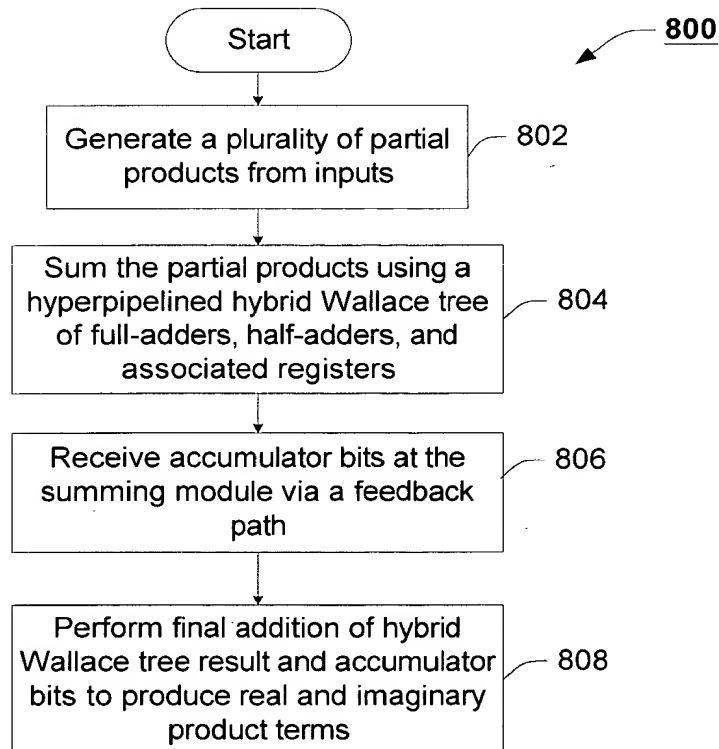 Start
800
Generate a plurality of partial
products from inputs
802
Sum the partial products using a
hyperpipelined hybrid Wallace tree
of full-adders, half-adders, and
associated registers
804
Receive accumulator bits at the
summing module via a feedback
path
806
Perform final addition of hybrid
Wallace tree result and accumulator
bits to produce real and imaginary
product terms
808